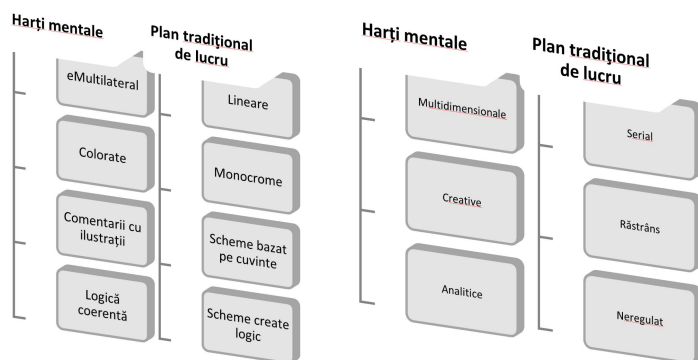 Harți mentale
eMultilateral
Colorate
Comentarii cu
ilustrații
Logică
coerentă
Plan tradițional
de lucru
Lineare
Monocrome
Scheme bazat
pe cuvinte
Scheme create
logic
Harți mentale
Multidimensionale
Creative
Analitice
Plan tradițional
de lucru
Serial
Răstrâns
Neregulat